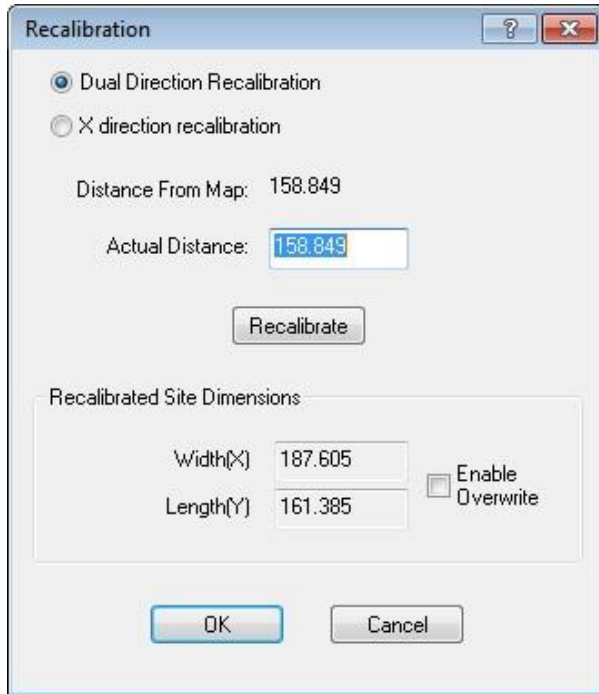 Recalibration
Dual Direction Recalibration
X direction recalibration
Distance From Map: 158.849
Actual Distance: 158.849
Recalibrate
Recalibrated Site Dimensions
Width(X) 187.605
Length(Y) 161.385
Enable
Overwrite
OK Cancel